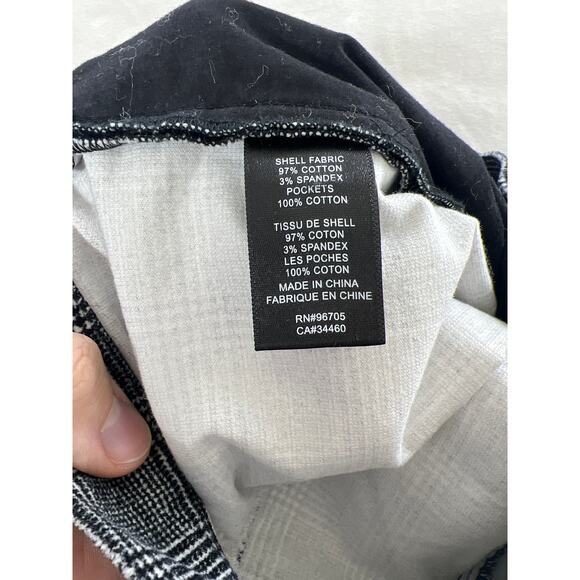 SHELL FABRIC
97% COTTON
3% SPANDEX
POCKETS
100% COTTON
TISSU DE SHELL
97% COTON
3% SPANDEX
LES POCHES
100% COTON
MADE IN CHINA
FABRIQUE EN CHINE
RN#96705
CA#34460